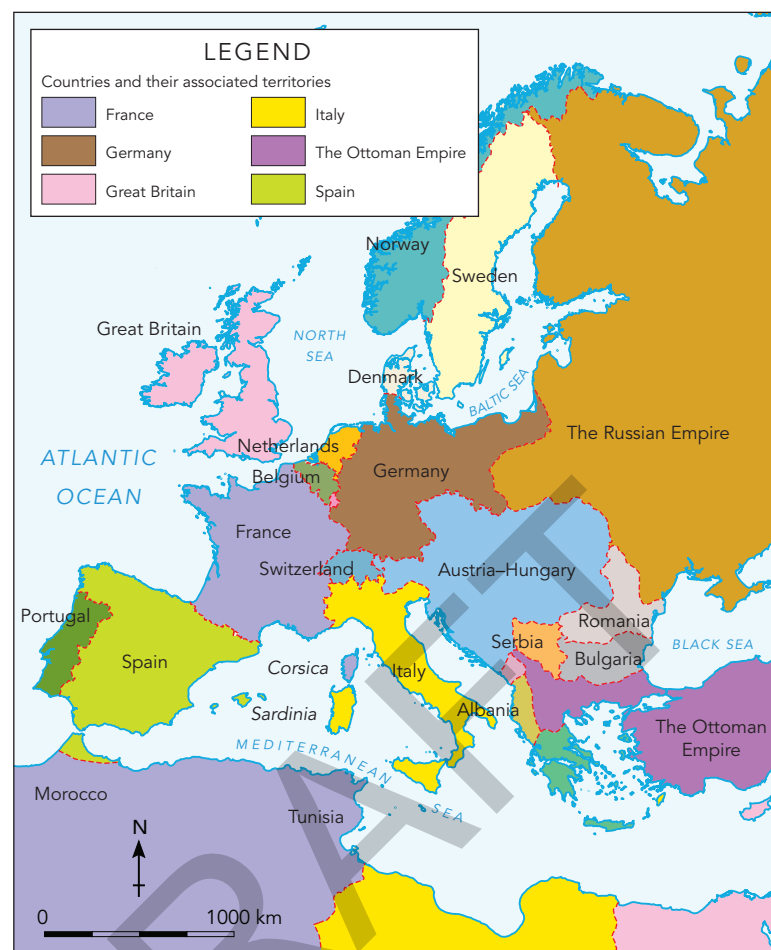 LEGEND
Countries and their associated territories
France
Italy
Germany
The Ottoman Empire
Great Britain
Spain
Norway
Sweden
Great Britain
NORTH
SEA
Denmark
BALTIC SEA
The Russian Empire
Netherlands
ATLANTIC
OCEAN
Belgium
Germany
France
Switzerland
Austria–Hungary
Portugal
Romania
Serbia
BLACK SEA
Spain
Bulgaria
Corsica
Italy
Sardinia
Albania
The Ottoman
Empire
MEDITERRANEAN
SEA
Morocco
Tunisia
N
0
1000 km
DRAFT